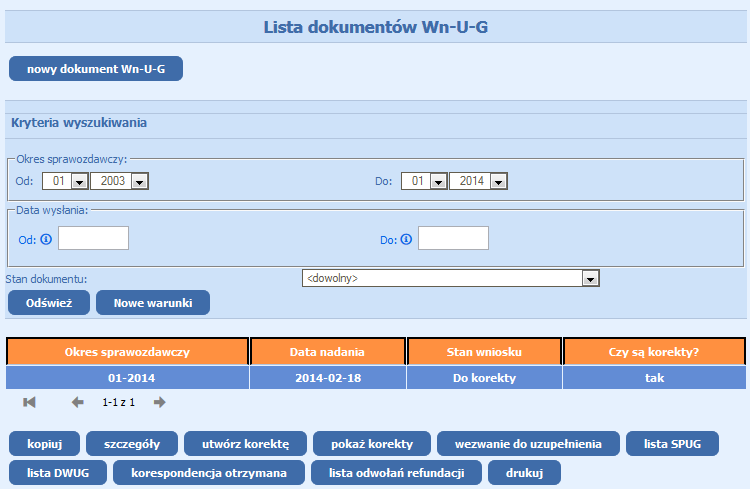 Lista dokumentów Wn-U-G
nowy dokument Wn-U-G
Kryteria wyszukiwania
Okres sprawozdawczy:
Od: 01 2003 Do: 01 2014
Data wysłania:
Od: Do:
Stan dokumentu: <dowolny>
Odśwież Nowe warunki
Okres sprawozdawczy Data nadania Stan wniosku Czy są korekty?
01-2014 2014-02-18 Do korekty tak
1-1 z 1
kopiuj szczegóły utwórz korektę pokaż korekty wezwanie do uzupełnienia lista SPUG
lista DWUG korespondencja otrzymana lista odwołań refundacji drukuj